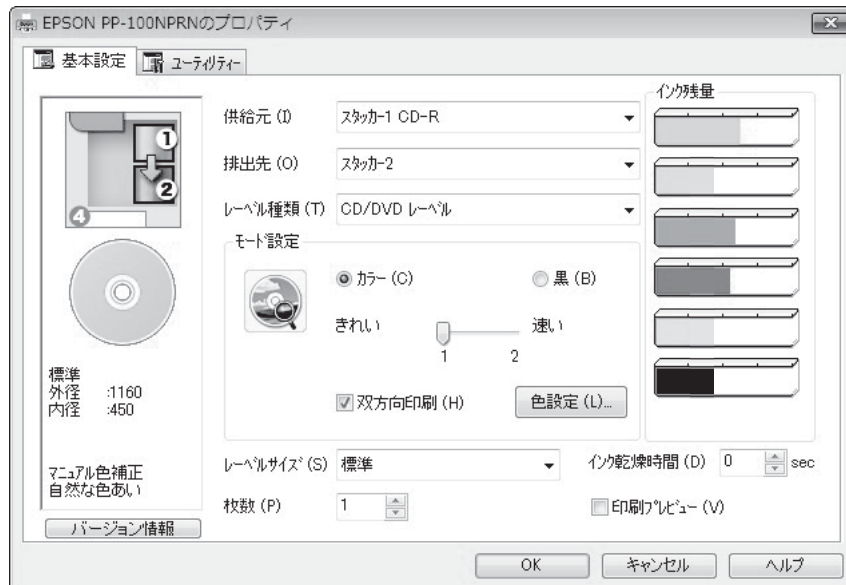 EPSON PP-100NPRNのプロパティ
基本設定 ユーティリティー
1
2
4
標準
外径 :1160
内径 :450
マニュアル色補正
自然な色あい
バージョン情報
供給元 (I) スタッカー1 CD-R
排出先 (O) スタッカー2
レーベル種類 (T) CD/DVD レーベル
モード設定
カラー (C) 黒 (B)
きれい 速い
1 2
双方向印刷 (H) 色設定 (L)...
レーベルサイズ (S) 標準
枚数 (P) 1
インク残量
インク乾燥時間 (D) 0 sec
印刷プレビュー (V)
OK キャンセル ヘルプ